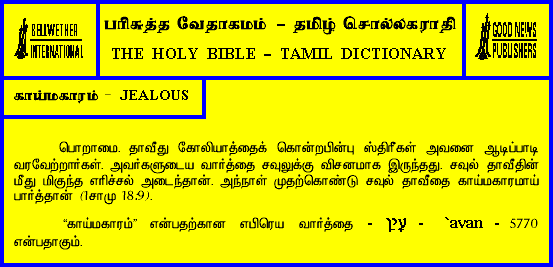 BELLWETHER
INTERNATIONAL
பரிசுத்த வேதாகமம் – தமிழ் சொல்லகராதி
THE HOLY BIBLE – TAMIL DICTIONARY
GOOD NEWS
PUBLISHERS
காய்மகாரம் - JEALOUS
பொறாமை. தாவீது கோலியாத்தைக் கொன்றபின்பு ஸ்திரீகள் அவனை ஆடிப்பாடி
வரவேற்றார்கள். அவர்களுடைய வார்த்தை சவுலுக்கு விசனமாக இருந்தது. சவுல் தாவீதின்
மீது மிகுந்த எரிச்சல் அடைந்தான். அந்நாள் முதற்கொண்டு சவுல் தாவீதை காய்மகாரமாய்
பார்த்தான் (1சாமு 18:9).
“காய்மகாரம்” என்பதற்கான எபிரெய வார்த்தை - עין - `avan - 5770
என்பதாகும்.